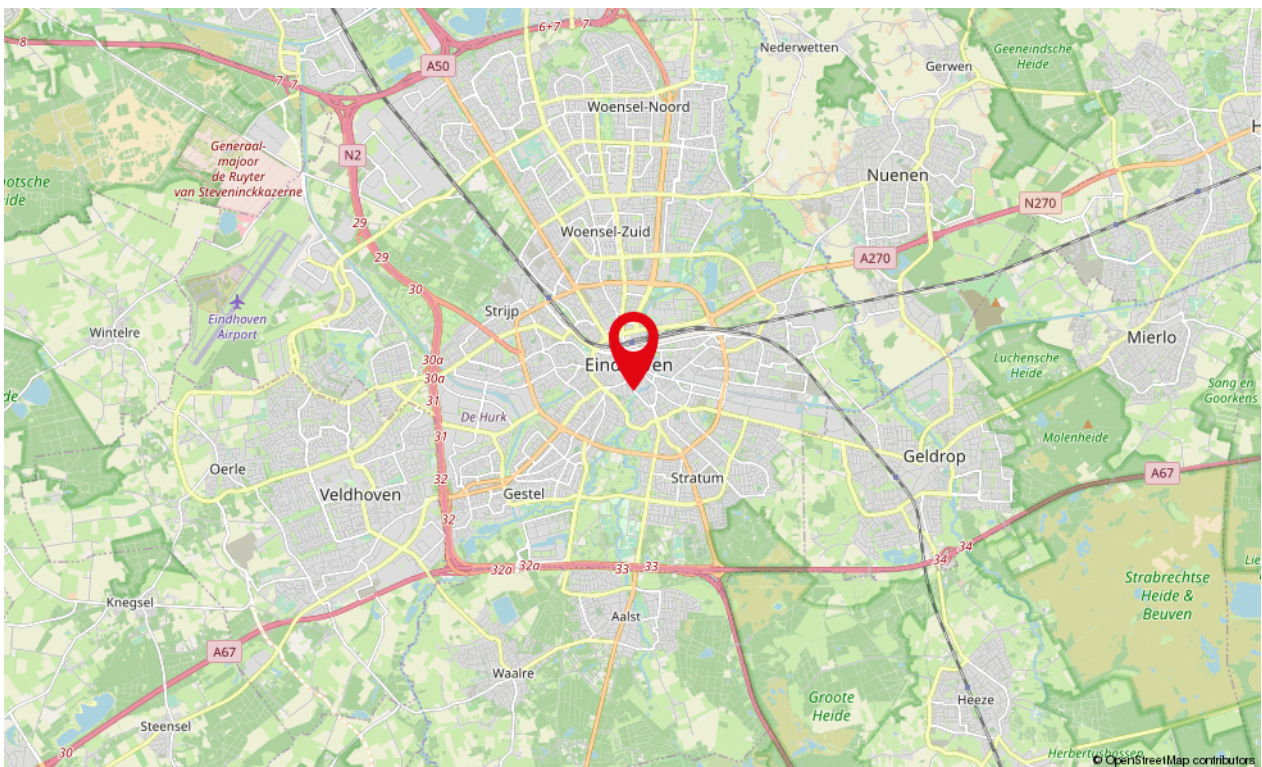 8
7
7
6+7
7
A50
Nederwetten
Geeneindsche
Heide
Gerwen
Woensel-Noord
Generaal-
majoor
de Ruyter
van Steveninckkazerne
N2
Nuenen
otsche
ide
N270
29
Woensel-Zuid
29
A270
30
Strijp
Eindhoven
Airport
Wintelre
Mierlo
30a
30a
Luchensche
Heide
Sang en
Goorkens
31
De Hurk
31
Molenheide
Oerle
Geldrop
A67
32
Stratum
Veldhoven
Gestel
32
32a
32a
33
33
34
34
Strabrechtse
Heide &
Beuven
Knegsel
Aalst
A67
Waalre
Groote
Heide
Heeze
Steensel
30
© OpenStreetMap contributors